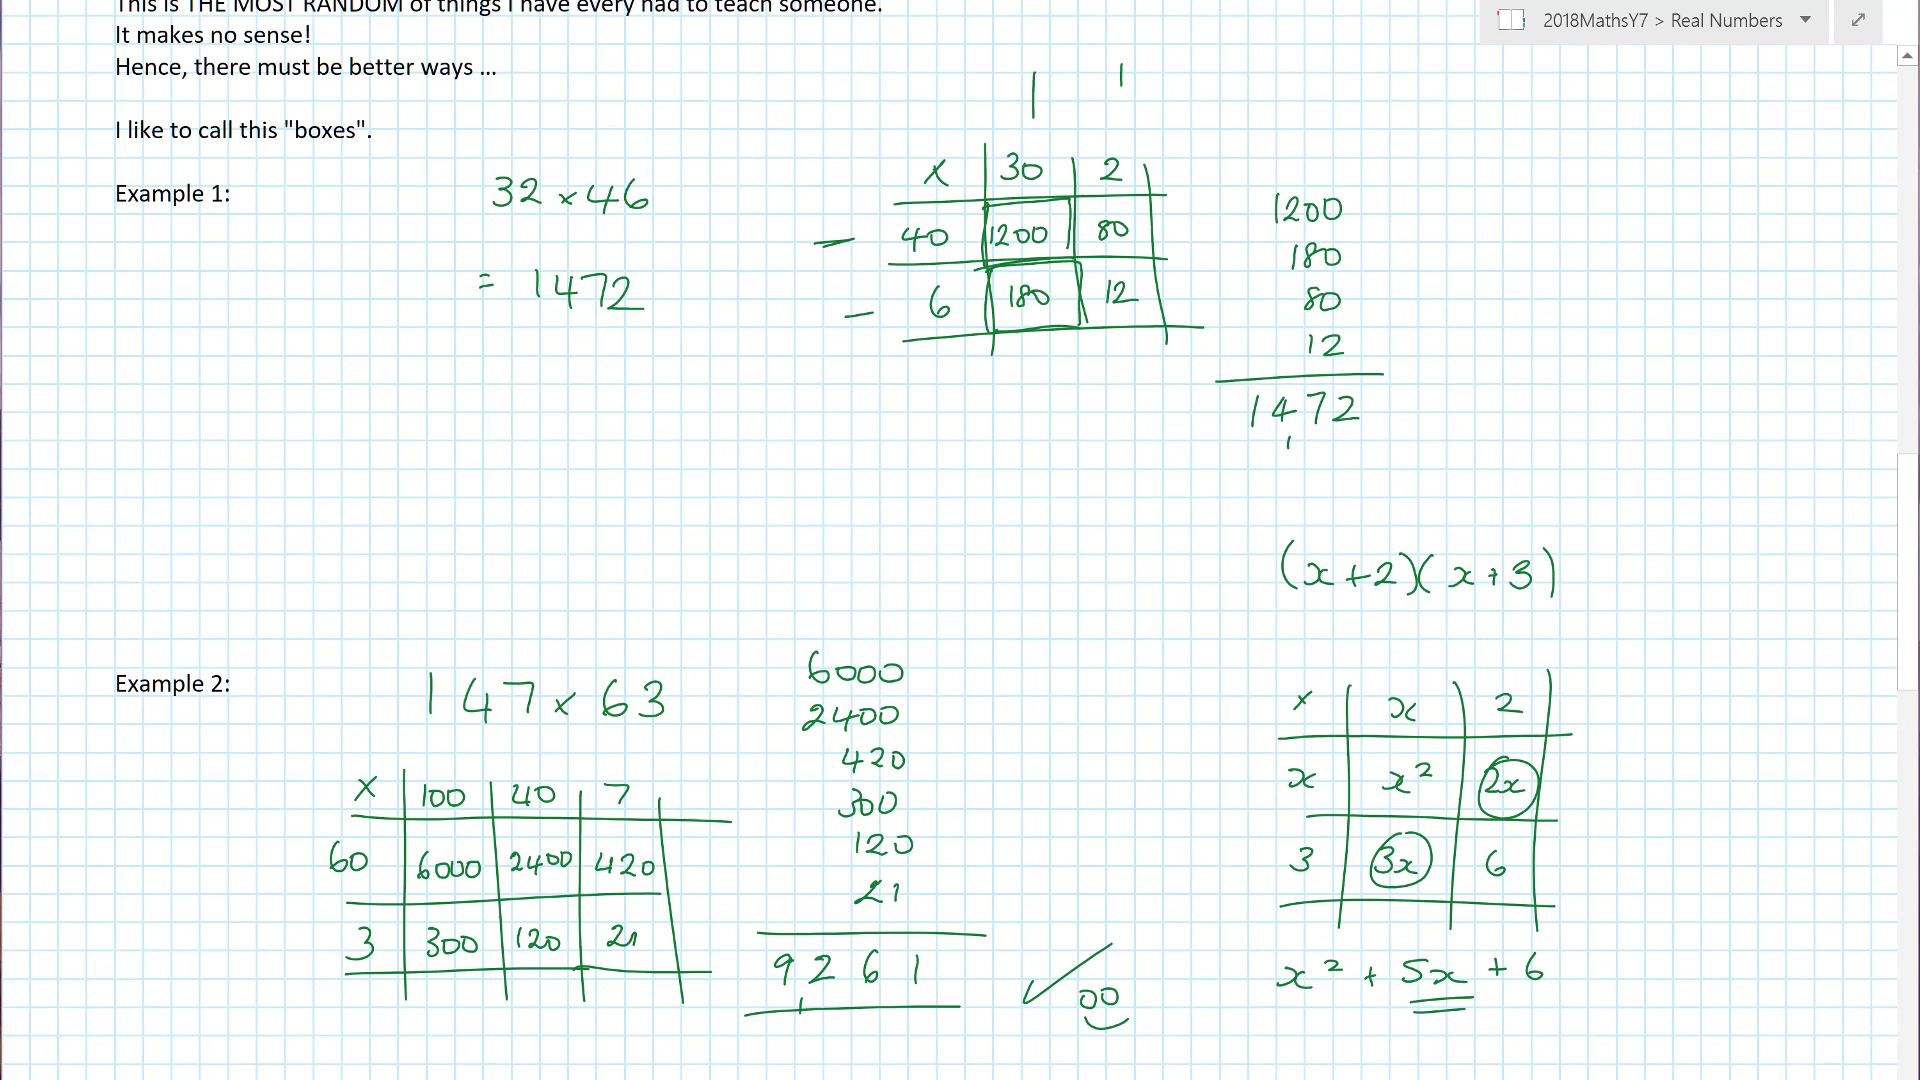 This is THE MOST RANDOM of things I have every had to teach someone.
2018MathsY7 > Real Numbers
It makes no sense!
Hence, there must be better ways ...
I like to call this "boxes".
Example 1:
32 × 46
= 1472
× 30 2
40 1200 80
6 180 12
1200
180
80
12
1472
1
(x + 2)(x + 3)
Example 2:
147 × 63
× 100 40 7
60 6000 2400 420
3 300 120 21
6000
2400
420
300
120
21
9261
1
× x 2
x x² 2x
3 3x 6
x² + 5x + 6